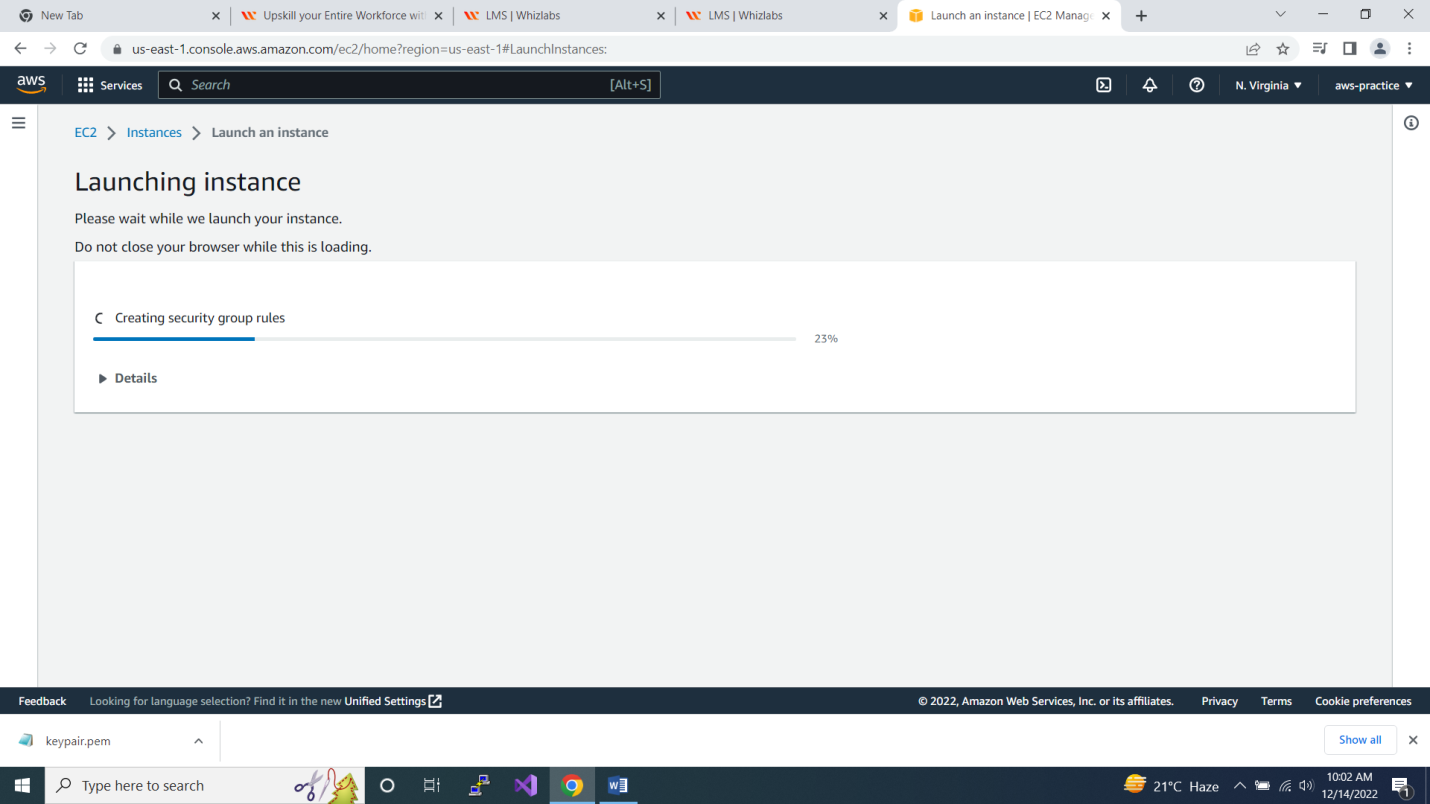 New Tab
Upskill your Entire Workforce wit
LMS | Whizlabs
LMS | Whizlabs
Launch an instance | EC2 Manage
us-east-1.console.aws.amazon.com/ec2/home?region=us-east-1#LaunchInstances:
aws
Services
Search
[Alt+S]
N. Virginia
aws-practice
EC2
Instances
Launch an instance
Launching instance
Please wait while we launch your instance.
Do not close your browser while this is loading.
Creating security group rules
23%
Details
Feedback
Looking for language selection? Find it in the new Unified Settings
© 2022, Amazon Web Services, Inc. or its affiliates.
Privacy
Terms
Cookie preferences
keypair.pem
Show all
Type here to search
21°C Haze
10:02 AM
12/14/2022
1